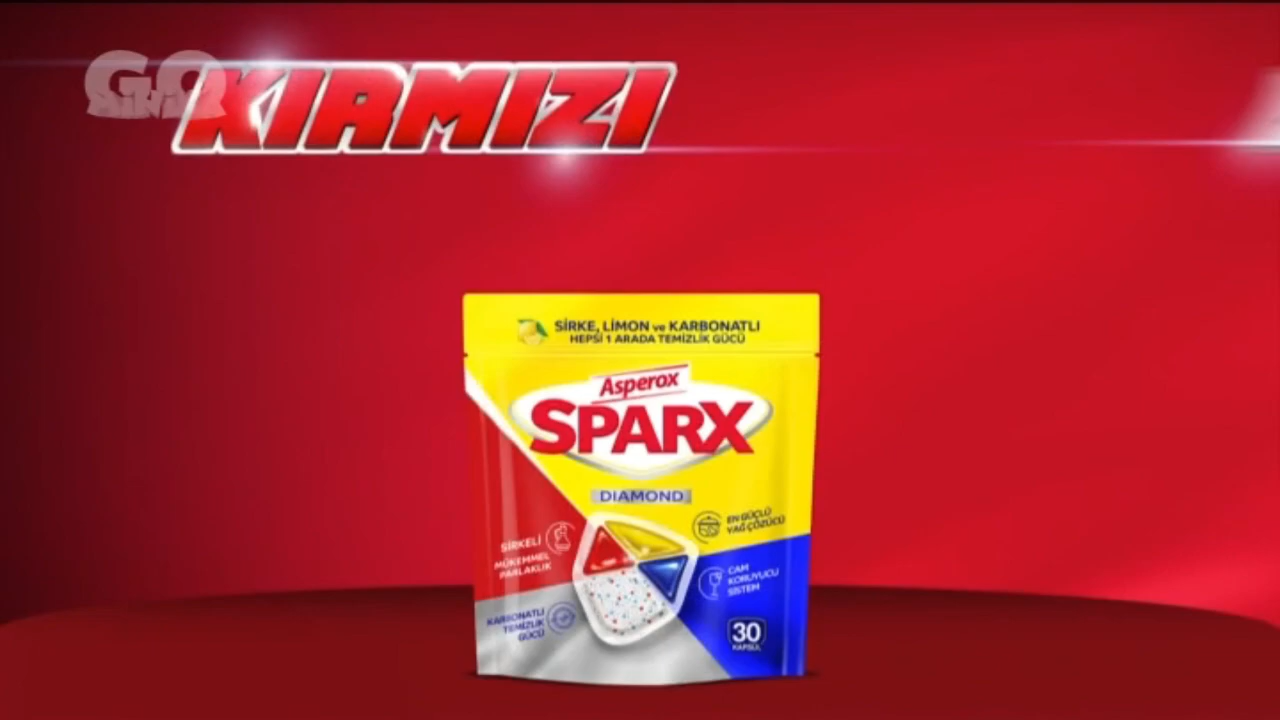 GO
KIRMIZI
SİRKE, LİMON ve KARBONATLI
HEPSİ 1 ARADA TEMİZLİK GÜCÜ
Asperox
SPARX
DIAMOND
EN GÜÇLÜ
YAĞ ÇÖZÜCÜ
SİRKELİ
MÜKEMMEL
PARLAKLIK
CAM
KORUYUCU
SİSTEM
KARBONATLI
TEMİZLİK
GÜCÜ
30
KAPSÜL